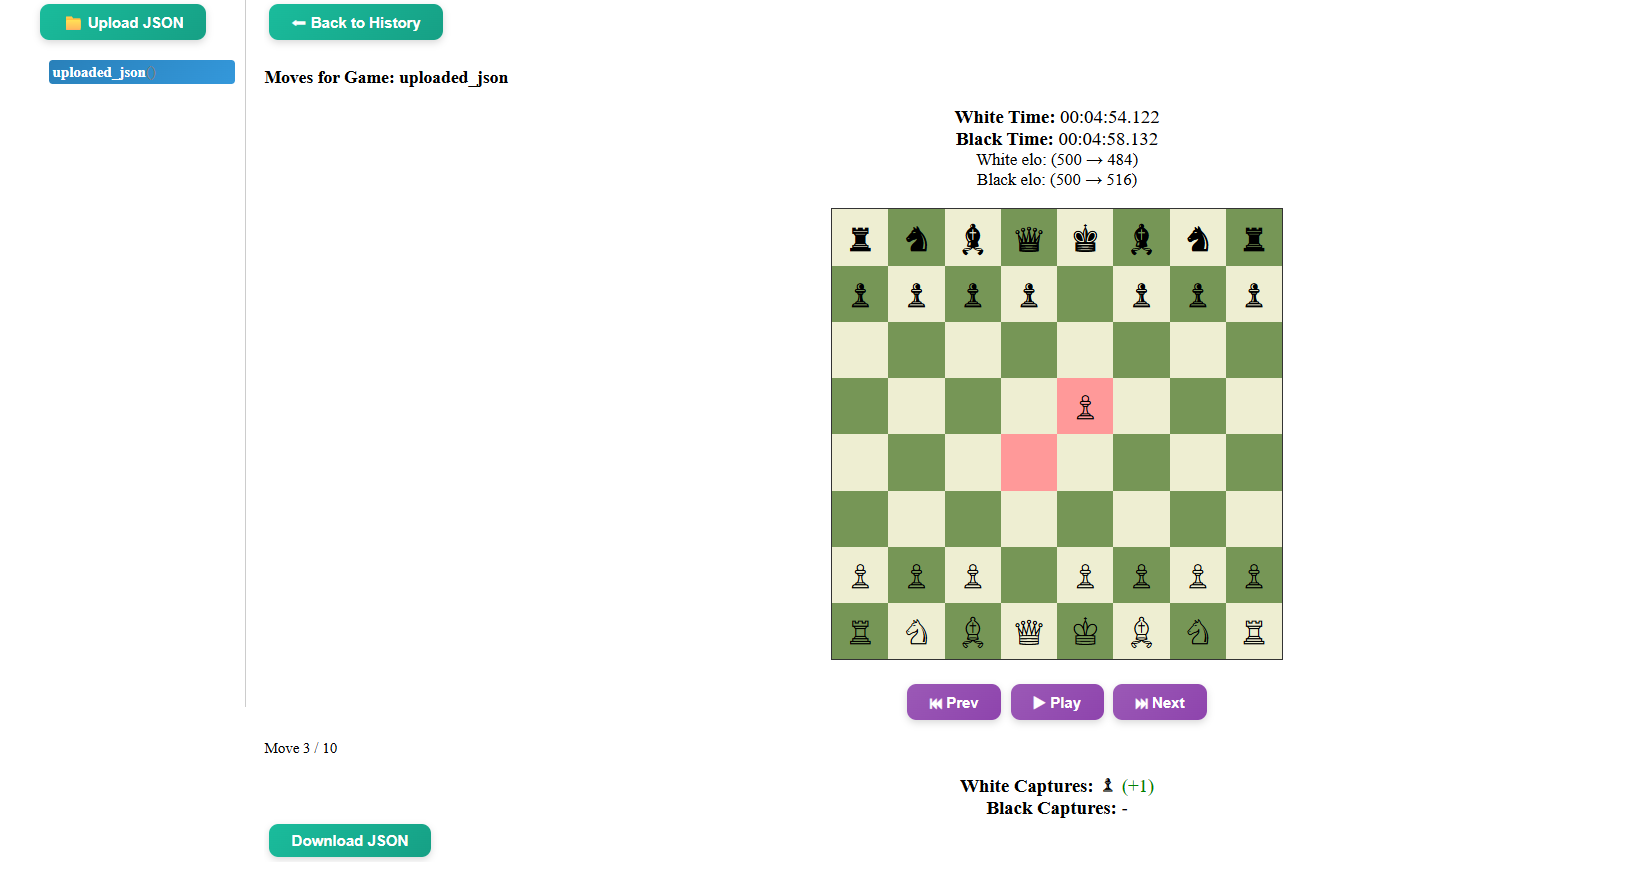 Upload JSON
Back to History
uploaded_json()
Moves for Game: uploaded_json
White Time: 00:04:54.122
Black Time: 00:04:58.132
White elo: (500 → 484)
Black elo: (500 → 516)
Prev
Play
Next
Move 3 / 10
White Captures: ♝ (+1)
Black Captures: -
Download JSON